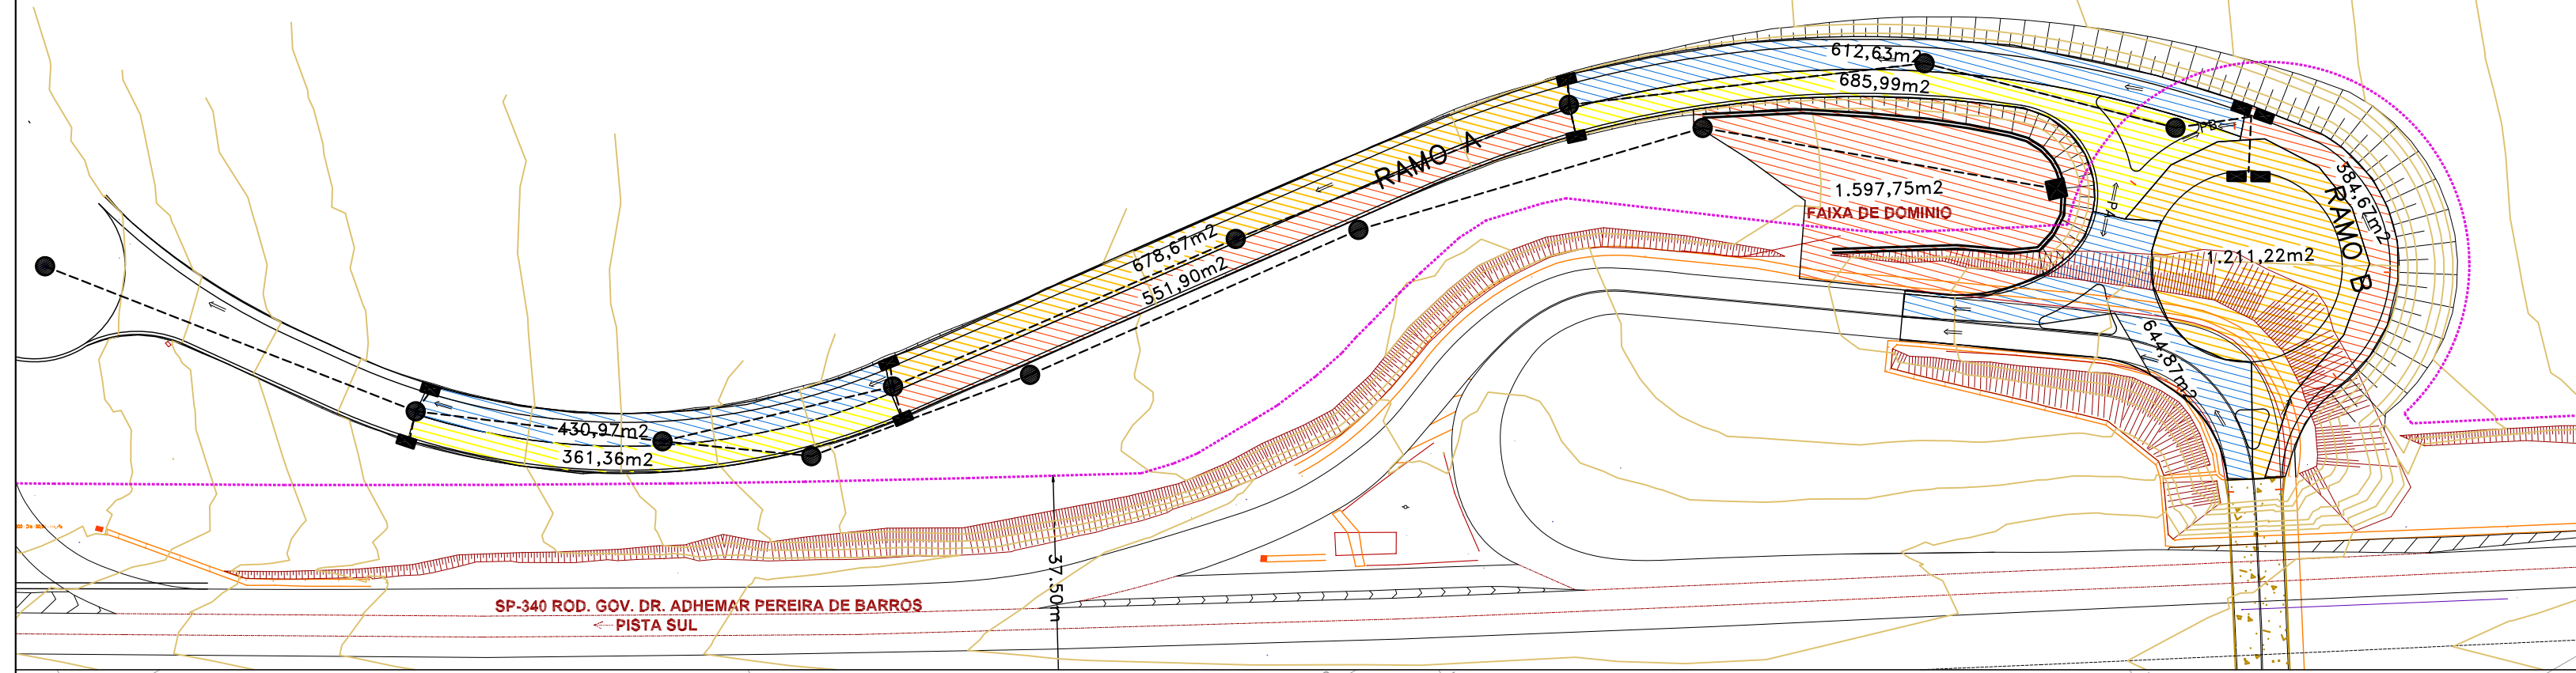 612,63m2
685,99m2
RAMO A
1.597,75m2
FAIXA DE DOMINIO
384,67m2
RAMO B
1.211,22m2
678,67m2
551,90m2
644,87m2
430,97m2
361,36m2
37.50m
SP-340 ROD. GOV. DR. ADHEMAR PEREIRA DE BARROS
PISTA SUL